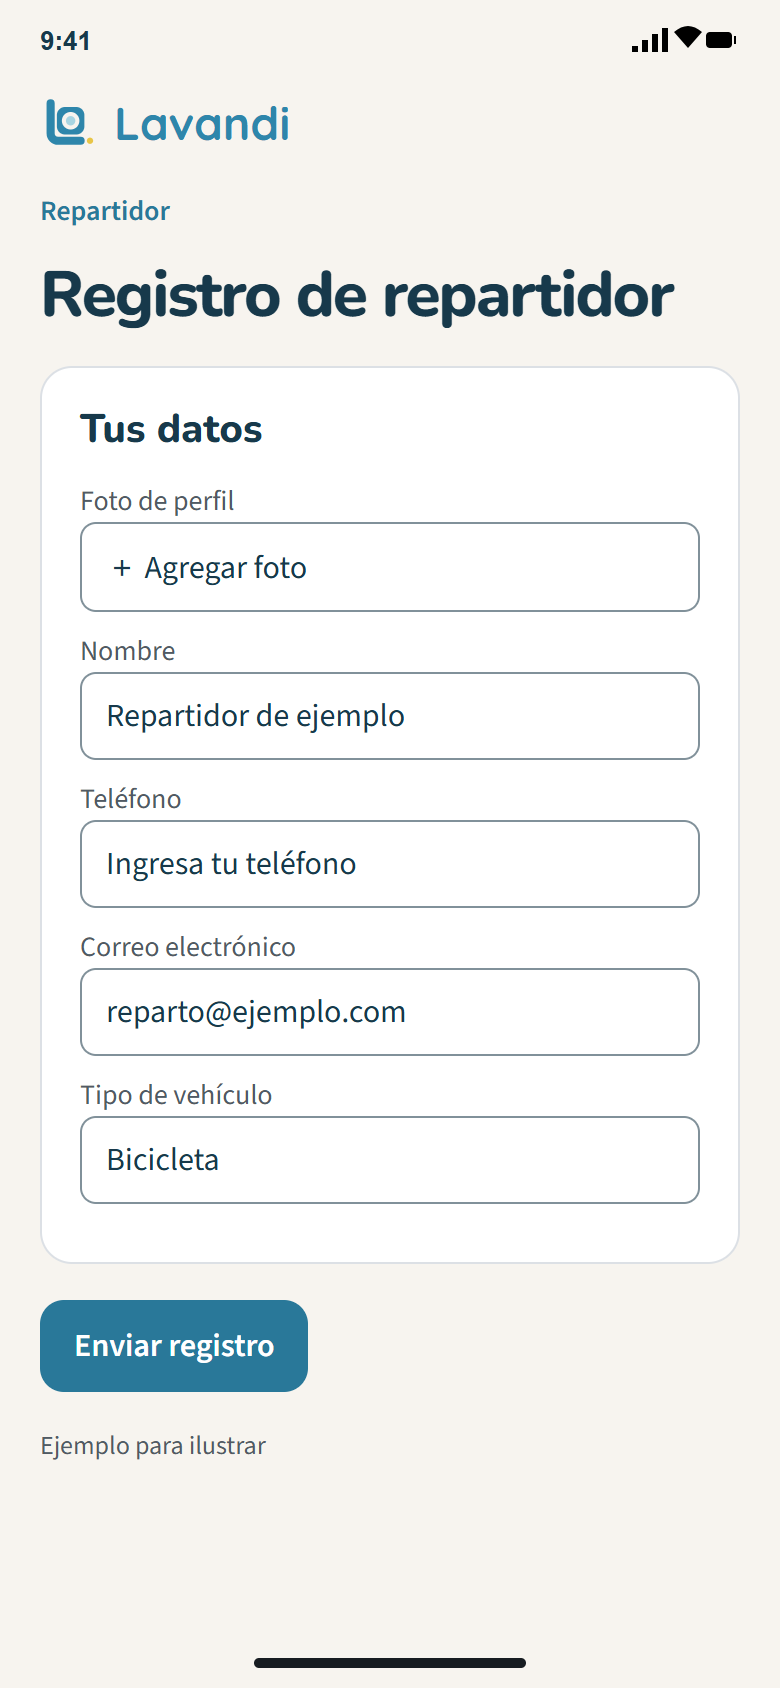 9:41
Lavandi
Repartidor
Registro de repartidor
Tus datos
Foto de perfil
+ Agregar foto
Nombre
Repartidor de ejemplo
Teléfono
Ingresa tu teléfono
Correo electrónico
reparto@ejemplo.com
Tipo de vehículo
Bicicleta
Enviar registro
Ejemplo para ilustrar